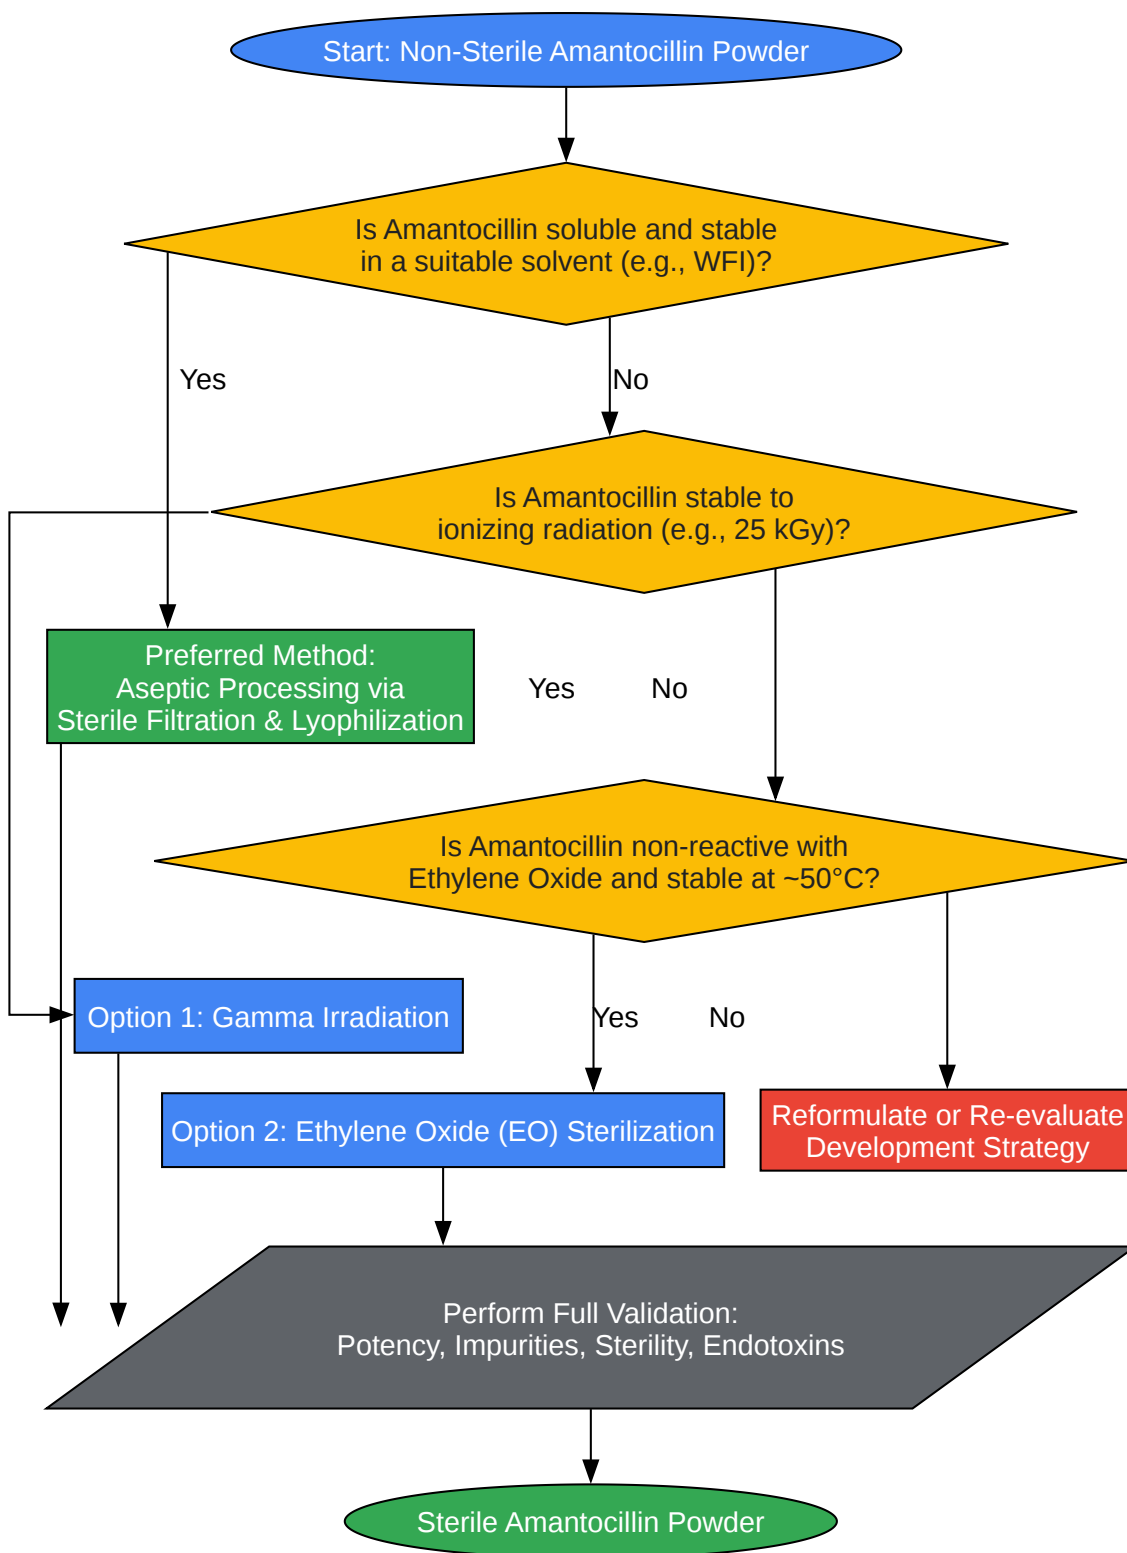 Start: Non-Sterile Amantocillin Powder
Is Amantocillin soluble and stable
in a suitable solvent (e.g., WFI)?
Yes
No
Is Amantocillin stable to
ionizing radiation (e.g., 25 kGy)?
Preferred Method:
Aseptic Processing via
Sterile Filtration & Lyophilization
Yes
No
Is Amantocillin non-reactive with
Ethylene Oxide and stable at ~50°C?
Option 1: Gamma Irradiation
Yes
No
Option 2: Ethylene Oxide (EO) Sterilization
Reformulate or Re-evaluate
Development Strategy
Perform Full Validation:
Potency, Impurities, Sterility, Endotoxins
Sterile Amantocillin Powder